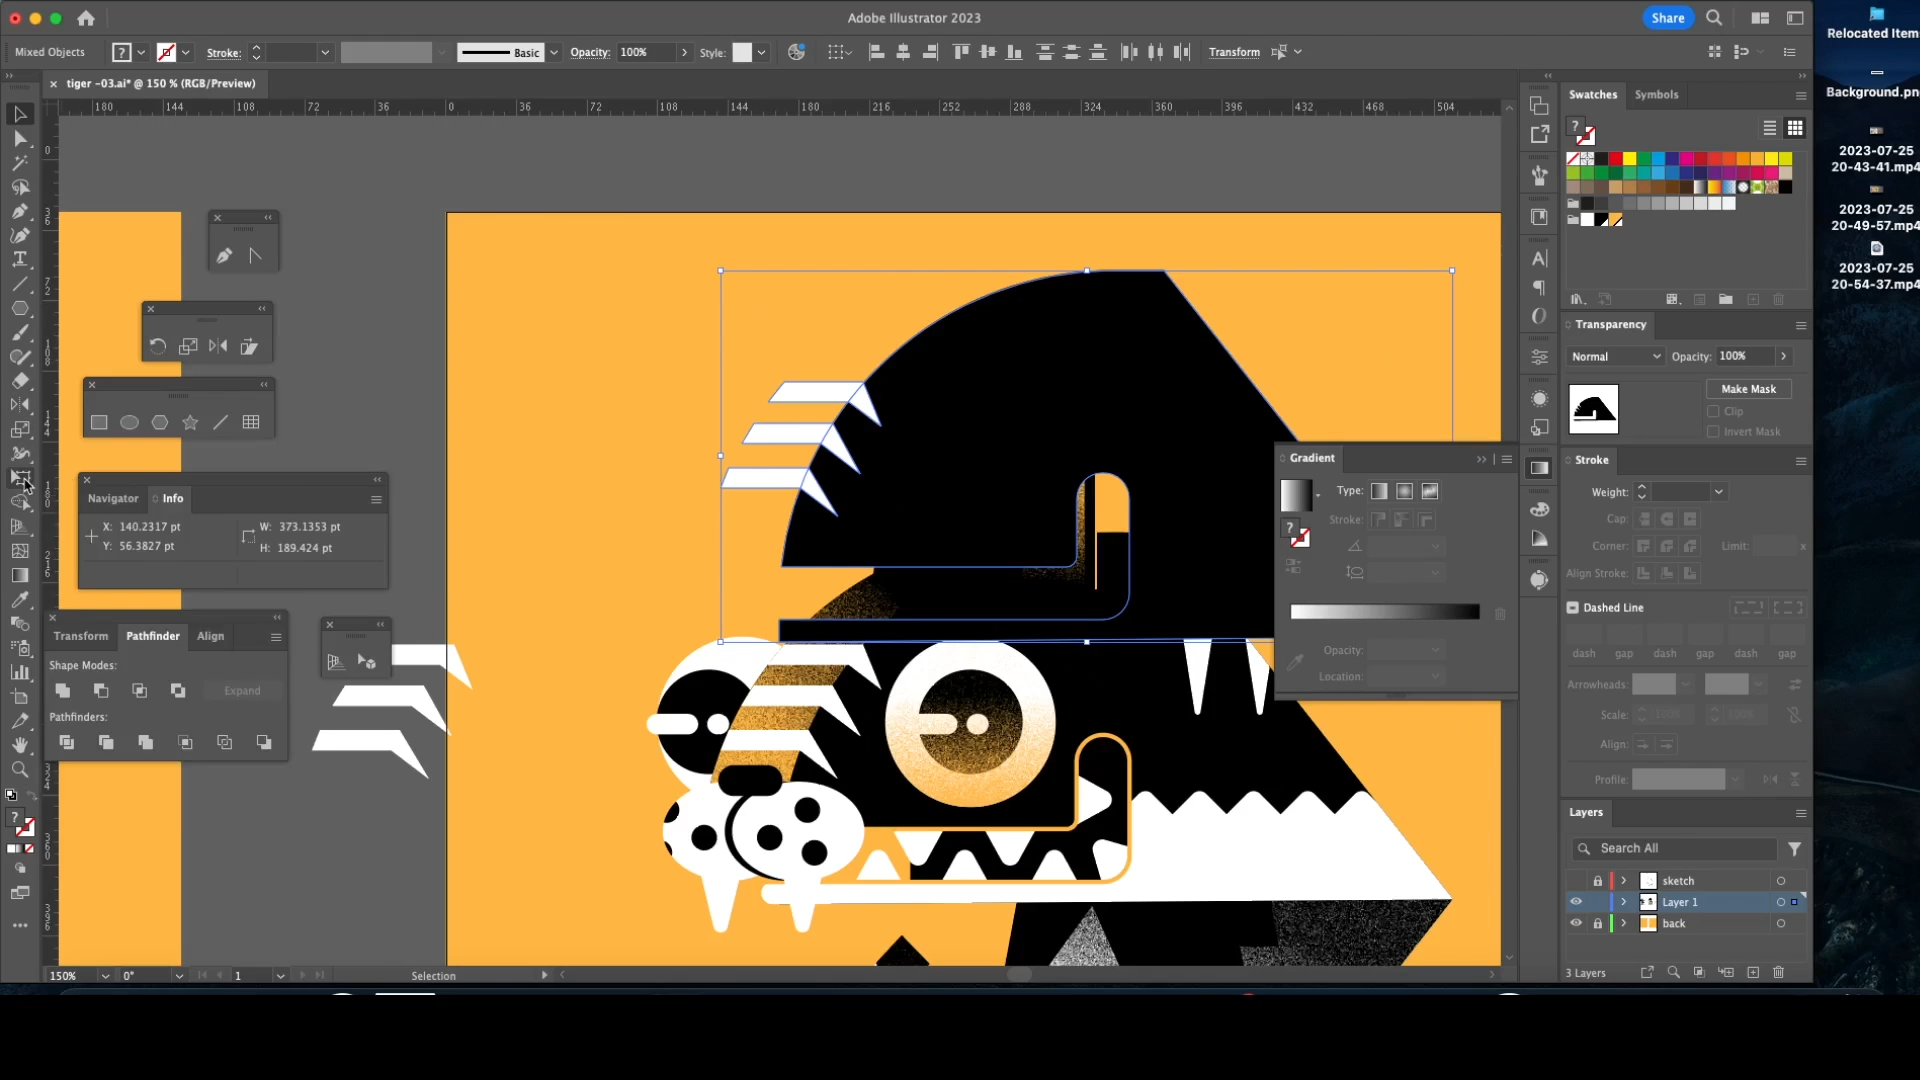 Adobe Illustrator 2023
Share
Relocated Items
Mixed Objects
?
Stroke:
Basic
Opacity: 100%
Style:
Transform
tiger -03.ai* @ 150 % (RGB/Preview)
180 144 108 72 36 0 36 72 108 144 180 216 252 288 324 360 396 432 468 504
Swatches
Symbols
Background.png
2023-07-25
20-43-41.mp4
2023-07-25
20-49-57.mp4
2023-07-25
20-54-37.mp4
Transparency
Normal
Opacity: 100%
Make Mask
Clip
Invert Mask
Gradient
Type:
Stroke:
Opacity:
Location:
Stroke
Weight:
Cap:
Corner:
Limit:
x
Align Stroke:
Dashed Line
dash gap dash gap dash gap
Arrowheads:
Scale: 100% 100%
Align:
Profile:
Layers
Search All
sketch
Layer 1
back
3 Layers
Navigator
Info
X: 140.2317 pt
Y: 56.3827 pt
W: 373.1353 pt
H: 189.424 pt
Transform
Pathfinder
Align
Shape Modes:
Expand
Pathfinders:
150%
0°
1
Selection